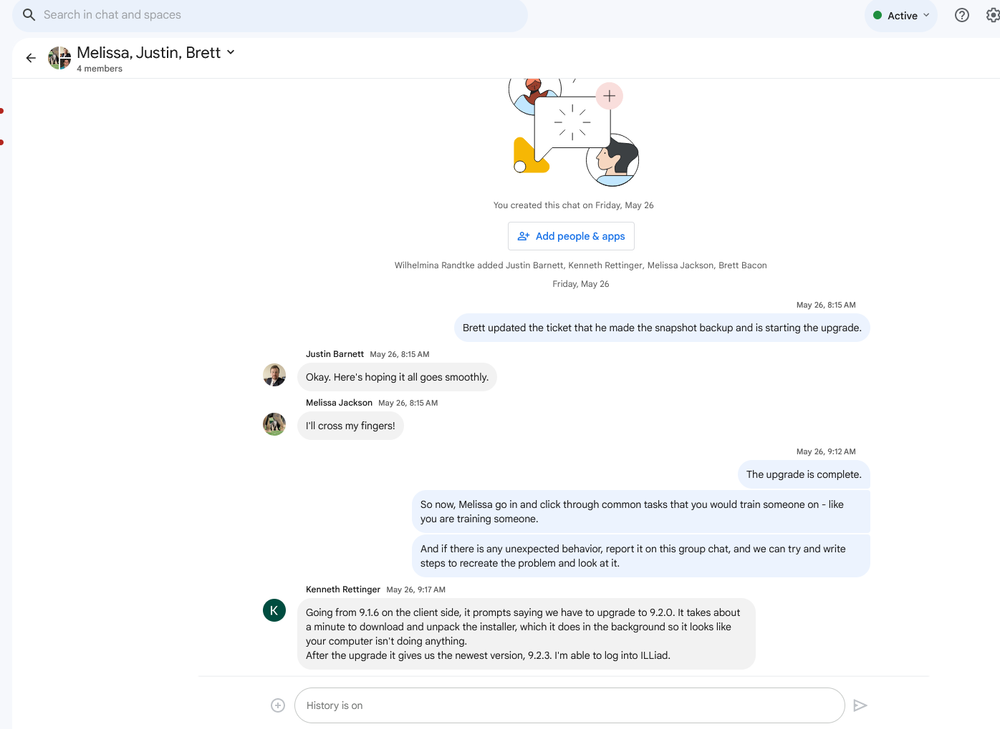 Search in chat and spaces
Active
Melissa, Justin, Brett
4 members
You created this chat on Friday, May 26
Add people & apps
Wilhelmina Randtke added Justin Barnett, Kenneth Rettinger, Melissa Jackson, Brett Bacon
Friday, May 26
May 26, 8:15 AM
Brett updated the ticket that he made the snapshot backup and is starting the upgrade.
Justin Barnett May 26, 8:15 AM
Okay. Here's hoping it all goes smoothly.
Melissa Jackson May 26, 8:15 AM
I'll cross my fingers!
May 26, 9:12 AM
The upgrade is complete.
So now, Melissa go in and click through common tasks that you would train someone on - like
you are training someone.
And if there is any unexpected behavior, report it on this group chat, and we can try and write
steps to recreate the problem and look at it.
Kenneth Rettinger May 26, 9:17 AM
K
Going from 9.1.6 on the client side, it prompts saying we have to upgrade to 9.2.0. It takes about
a minute to download and unpack the installer, which it does in the background so it looks like
your computer isn't doing anything.
After the upgrade it gives us the newest version, 9.2.3. I'm able to log into ILLiad.
History is on